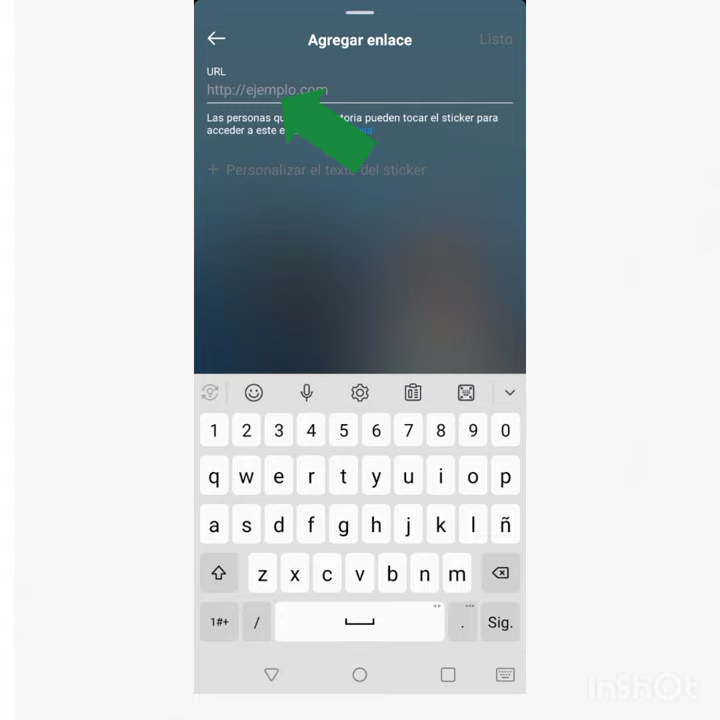 Agregar enlace
Listo
URL
http://ejemplo.com
Las personas qu toria pueden tocar el sticker para
acceder a este e
+ Personalizar el texto del sticker
1 2 3 4 5 6 7 8 9 0
q w e r t y u i o p
a s d f g h j k l ñ
z x c v b n m
1#+ / . Sig.
InShOt